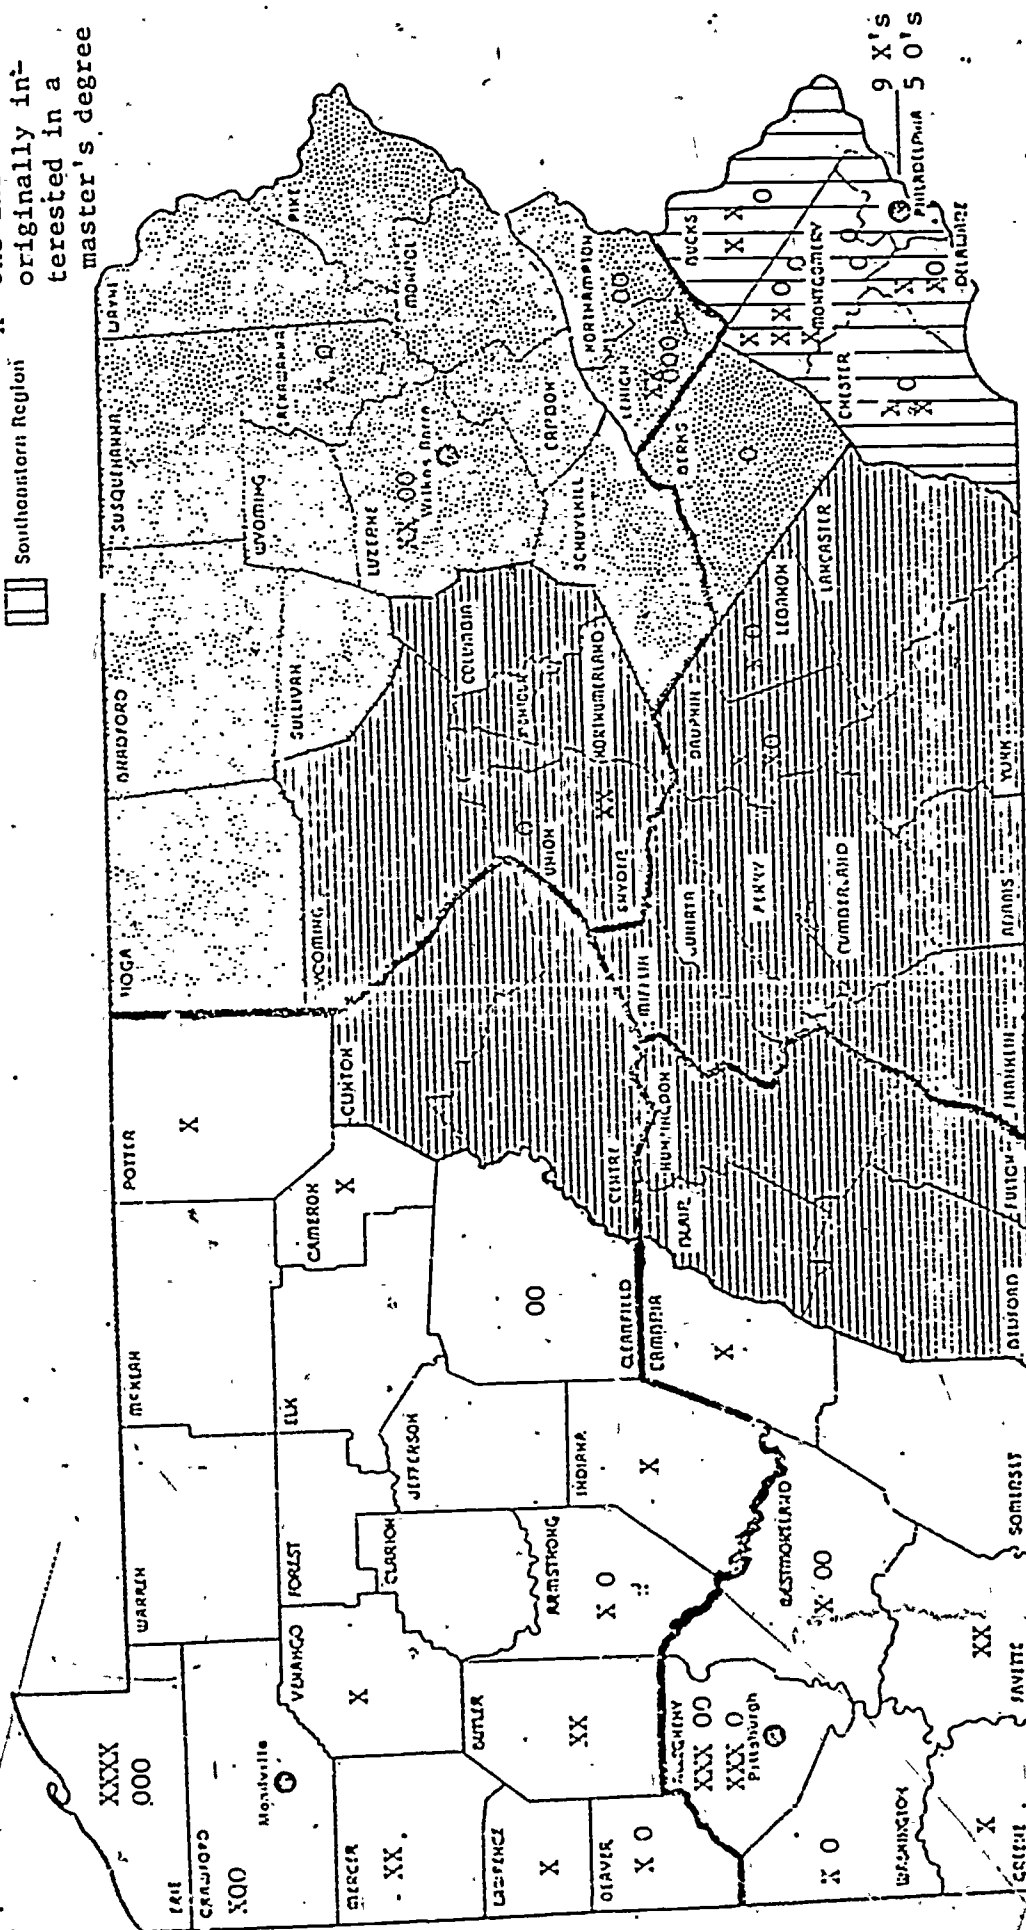 Southeastern Region
originally in-
terested in a
master's degree
ERIE
XXXX
OOO
CRAWFORD
XOO
Meadville
MERCER
XX
LAWRENCE
X
BEAVER
X O
WASHINGTON
X O
GREENE
X
WARREN
FOREST
VENANGO
X
BUTLER
XX
ALLEGHENY
XXX OO
XXX O
Pittsburgh
CLARION
ARMSTRONG
X O
WESTMORELAND
X OO
FAYETTE
XX
SOMERSET
MCKEAN
ELK
JEFFERSON
INDIANA
X
POTTER
X
CAMERON
X
CLEARFIELD
OO
CAMBRIA
X
CLINTON
CENTRE
BLAIR
HUNTINGDON
BEDFORD
FULTON
FRANKLIN
X
TIOGA
LYCOMING
UNION
O
SNYDER
MIFFLIN
JUNIATA
PERRY
CUMBERLAND
ADAMS
BRADFORD
SULLIVAN
COLUMBIA
NORTHUMBERLAND
XX
DAUPHIN
XO
YORK
LEBANON
X O
LANCASTER
SUSQUEHANNA
WYOMING
LUZERNE
XX OO
Wilkes Barre
SCHUYLKILL
CARBON
BERKS
O
WAYNE
LACKAWANNA
O
PIKE
MONROE
NORTHAMPTON
OO
LEHIGH
BUCKS
X X
O
MONTGOMERY
CHESTER
X O
X
DELAWARE
XO
PHILADELPHIA
9 X's
5 O's